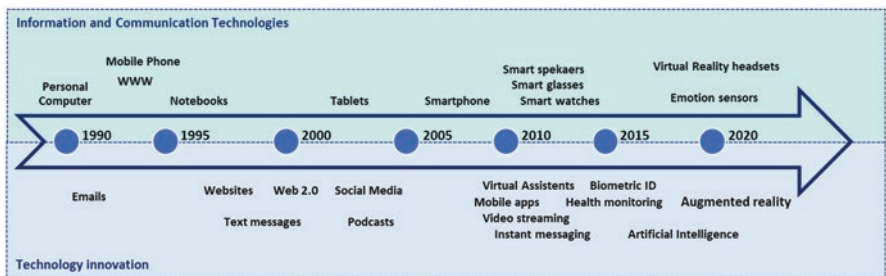 Information and Communication Technologies
Mobile Phone
WWW
Personal
Computer
Notebooks
Tablets
Smartphone
Smart spekaers
Smart glasses
Smart watches
Virtual Reality headsets
Emotion sensors
1990
1995
2000
2005
2010
2015
2020
Emails
Websites
Web 2.0
Text messages
Social Media
Podcasts
Virtual Assistents
Mobile apps
Video streaming
Instant messaging
Biometric ID
Health monitoring
Artificial Intelligence
Augmented reality
Technology innovation